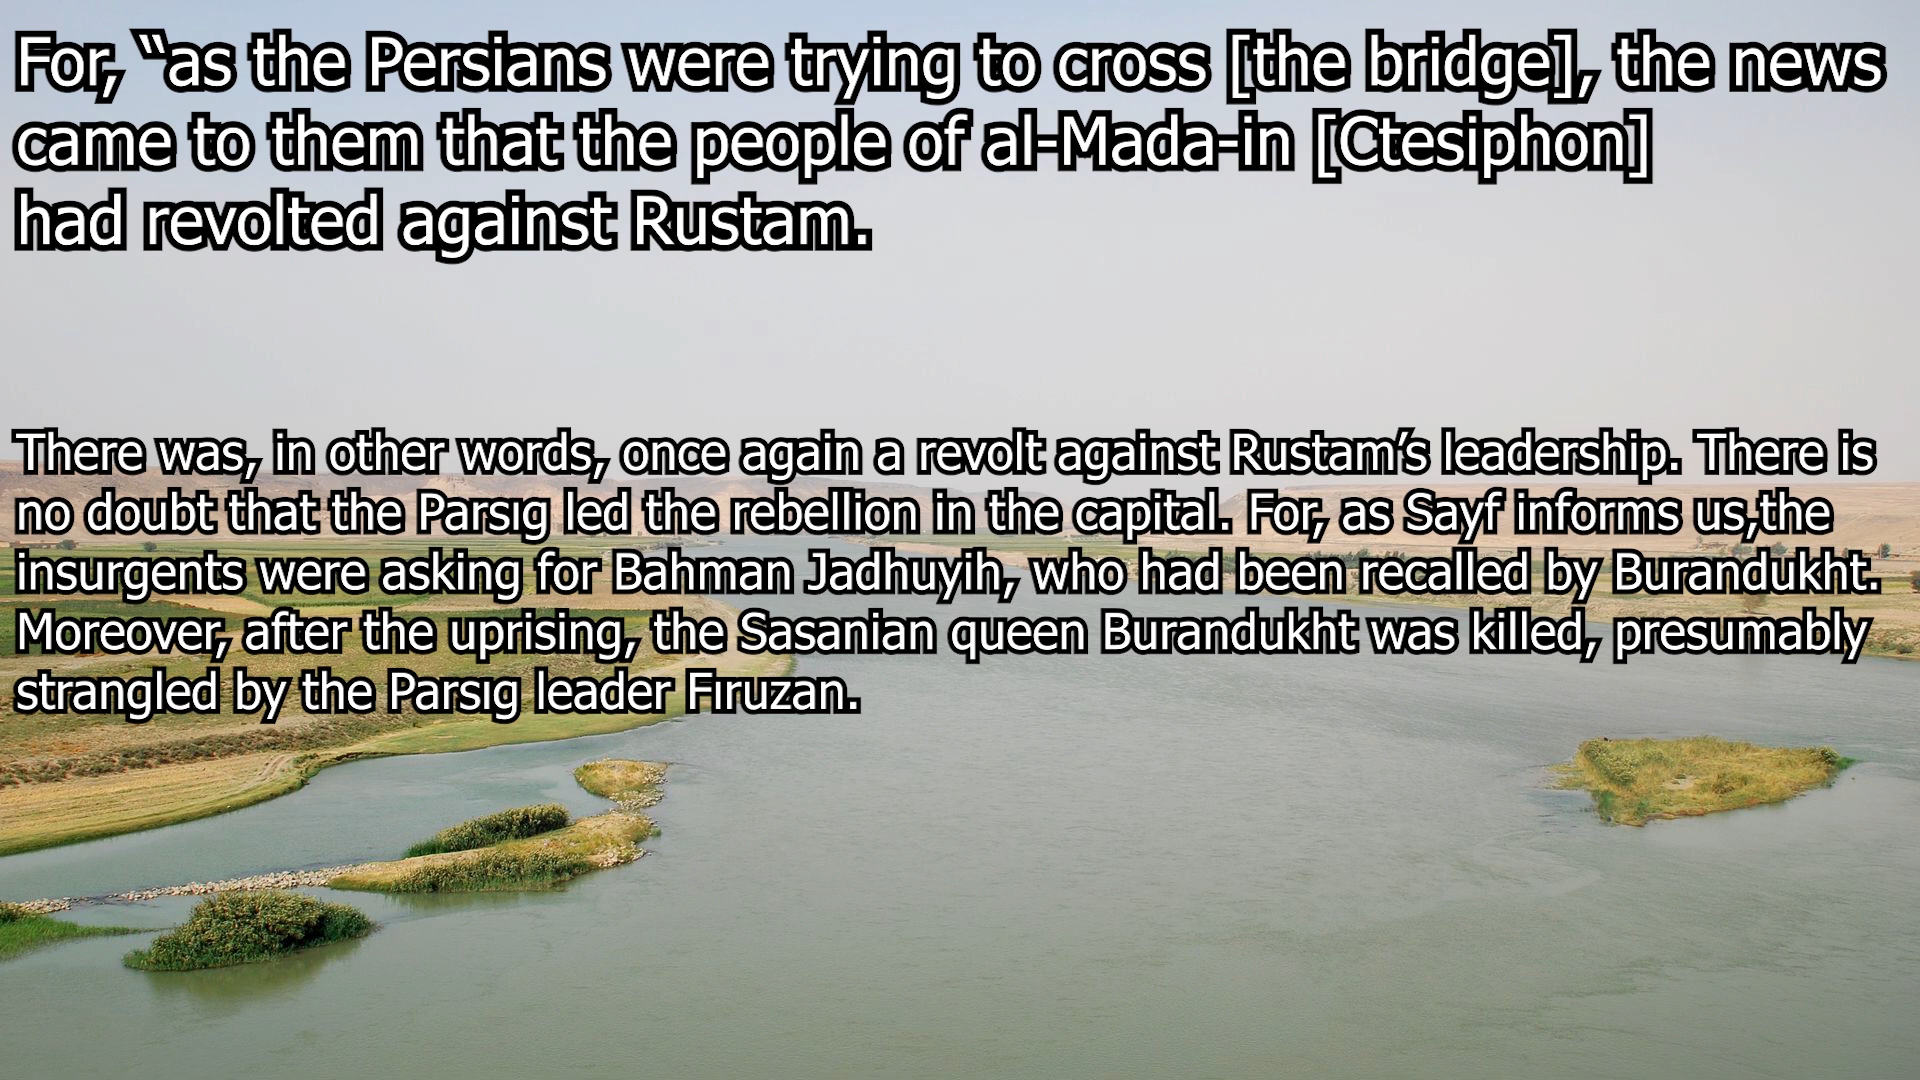 For, “as the Persians were trying to cross [the bridge], the news
came to them that the people of al-Mada-in [Ctesiphon]
had revolted against Rustam.
There was, in other words, once again a revolt against Rustam’s leadership. There is
no doubt that the Parsıg led the rebellion in the capital. For, as Sayf informs us,the
insurgents were asking for Bahman Jadhuyih, who had been recalled by Burandukht.
Moreover, after the uprising, the Sasanian queen Burandukht was killed, presumably
strangled by the Parsıg leader Fıruzan.